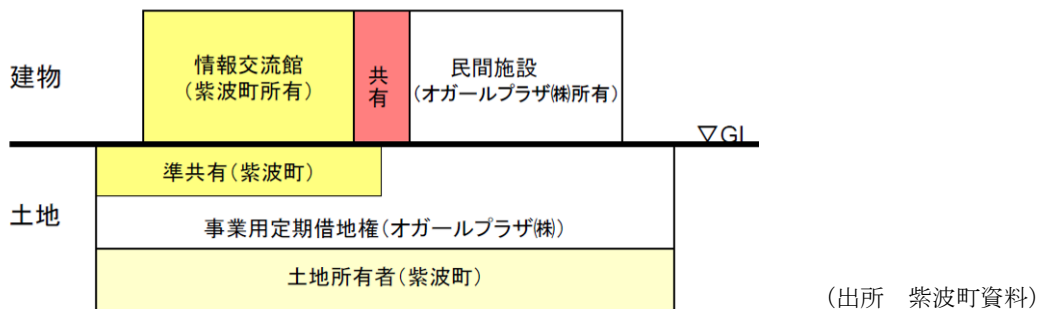 建物
情報交流館
(紫波町所有)
共有
民間施設
(オガールプラザ㈱所有)
▽GL
準共有(紫波町)
土地
事業用定期借地権(オガールプラザ㈱)
土地所有者(紫波町)
(出所　紫波町資料)